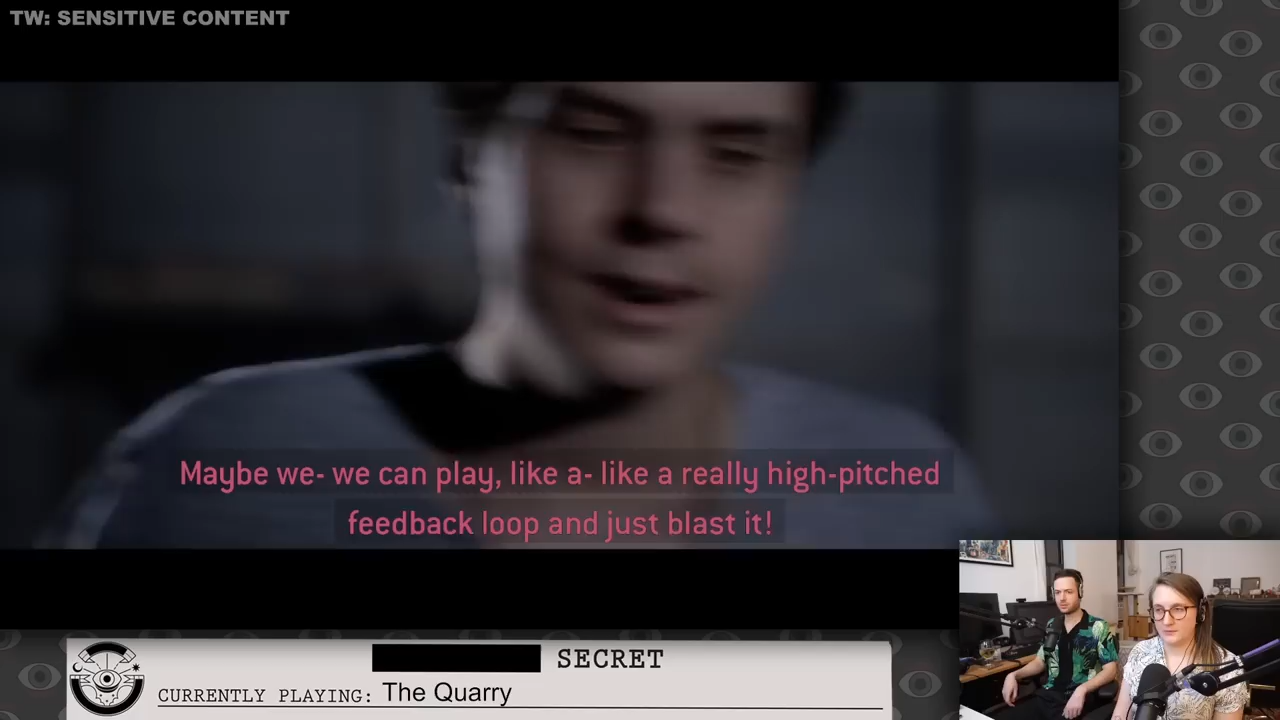 TW: SENSITIVE CONTENT
Maybe we- we can play, like a- like a really high-pitched
feedback loop and just blast it!
SECRET
CURRENTLY PLAYING: The Quarry